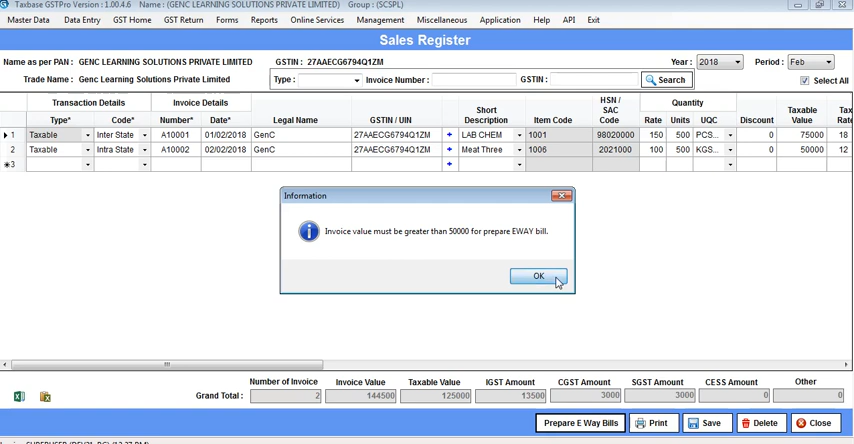 Taxbase GSTPro Version : 1.00.4.6 Name : (GENC LEARNING SOLUTIONS PRIVATE LIMITED) Group : (SCSPL)
Master Data Data Entry GST Home GST Return Forms Reports Online Services Management Miscellaneous Application Help API Exit
Sales Register
Name as per PAN : GENC LEARNING SOLUTIONS PRIVATE LIMITED GSTIN : 27AAECG6794Q1ZM Year : 2018 Period : Feb
Trade Name : Genc Learning Solutions Private Limited Type : Invoice Number : GSTIN : Search Select All
Transaction Details Invoice Details Legal Name GSTIN / UIN Short Description Item Code HSN / SAC Code Quantity Discount Taxable Value Tax Rate
Type* Code* Number* Date* Rate Units UQC
1 Taxable Inter State A10001 01/02/2018 GenC 27AAECG6794Q1ZM + LAB CHEM 1001 98020000 150 500 PCS... 0 75000 18
2 Taxable Intra State A10002 02/02/2018 GenC 27AAECG6794Q1ZM + Meat Three 1006 2021000 100 500 KGS... 0 50000 12
*3 +
Information
Invoice value must be greater than 50000 for prepare EWAY bill.
OK
Number of Invoice Invoice Value Taxable Value IGST Amount CGST Amount SGST Amount CESS Amount Other
Grand Total : 2 144500 125000 13500 3000 3000 0 0
Prepare E Way Bills Print Save Delete Close